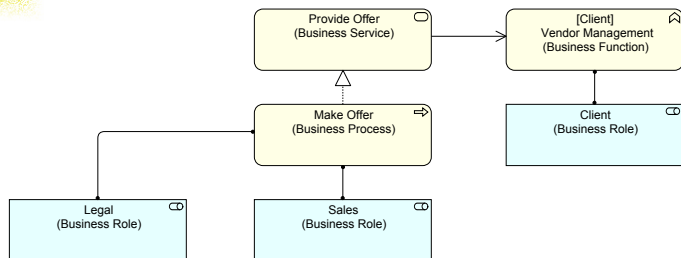 Provide Offer
(Business Service)
[Client]
Vendor Management
(Business Function)
Make Offer
(Business Process)
Client
(Business Role)
Legal
(Business Role)
Sales
(Business Role)